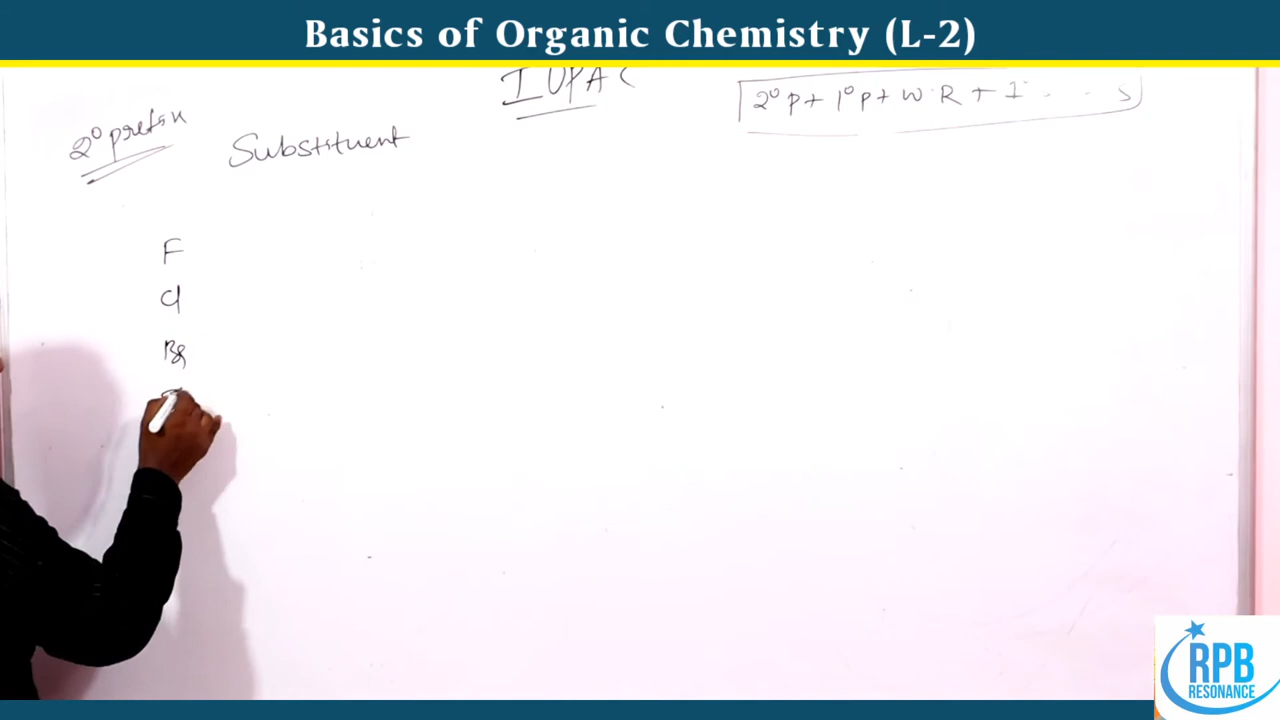 Basics of Organic Chemistry (L-2)
IUPAC
2° p + 1° p + W.R + I . . . S
2° prefix
Substituent
F
Cl
Br
RPB
RESONANCE